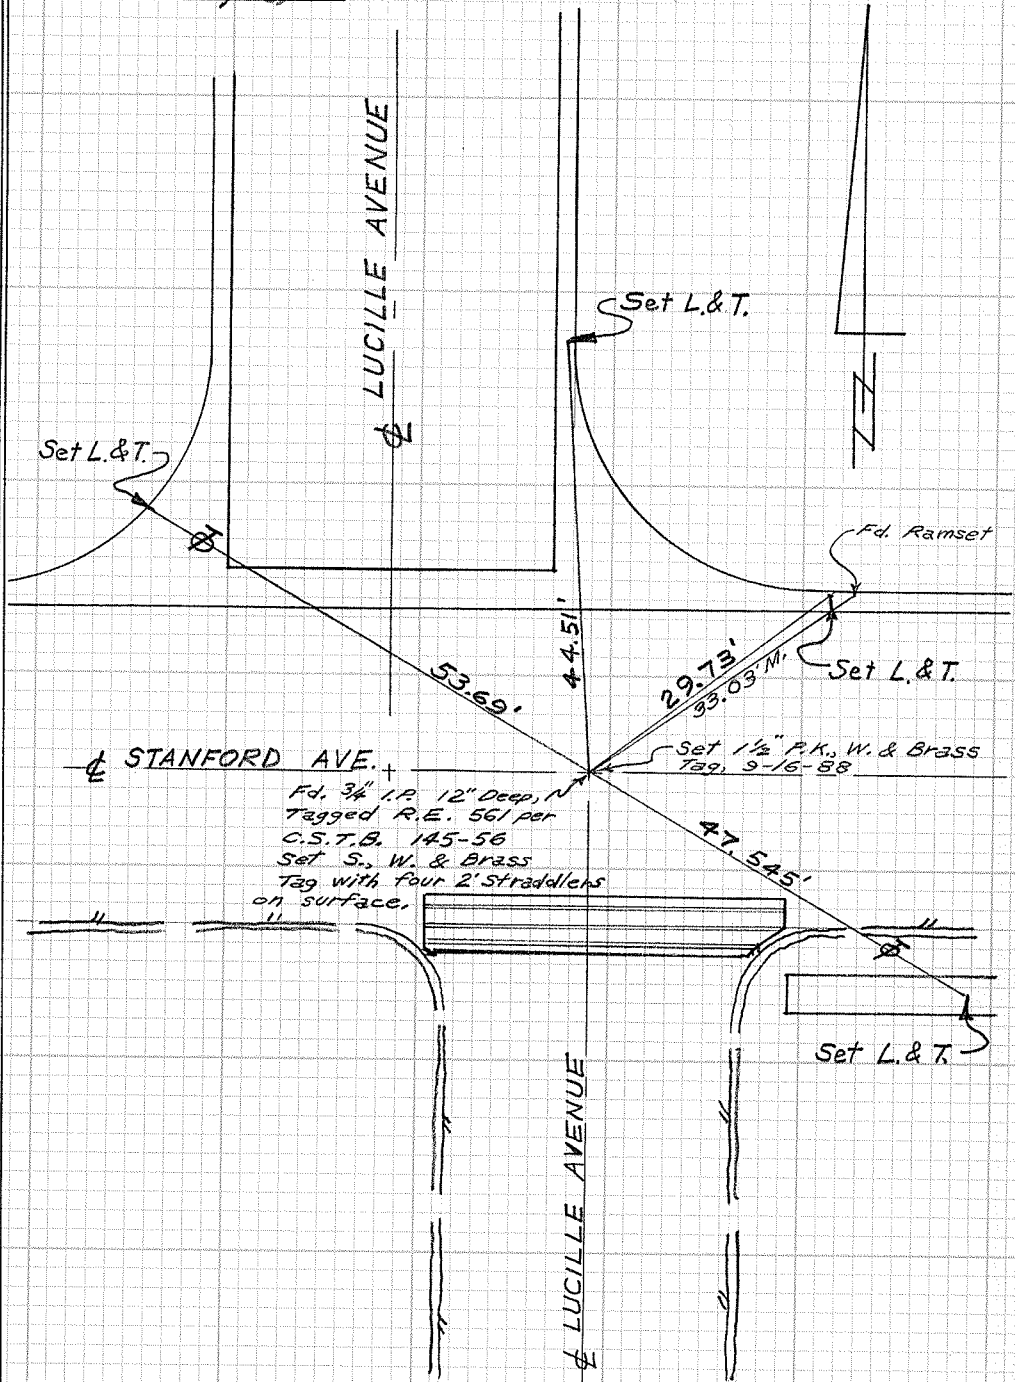 ℄ LUCILLE AVENUE
Set L.&T.
Set L.&T.
Fd. Ramset
44.51'
53.69'
29.73'
33.03' M.
Set L.&T.
℄ STANFORD AVE.
Set 1½" P.K., W. & Brass
Tag, 9-16-88
Fd. ¾" I.P. 12" Deep,
Tagged R.E. 561 per
C.S.T.B. 145-56
Set S., W. & Brass
Tag with four 2' Straddlers
on surface.
47.545'
Set L.&T.
℄ LUCILLE AVENUE